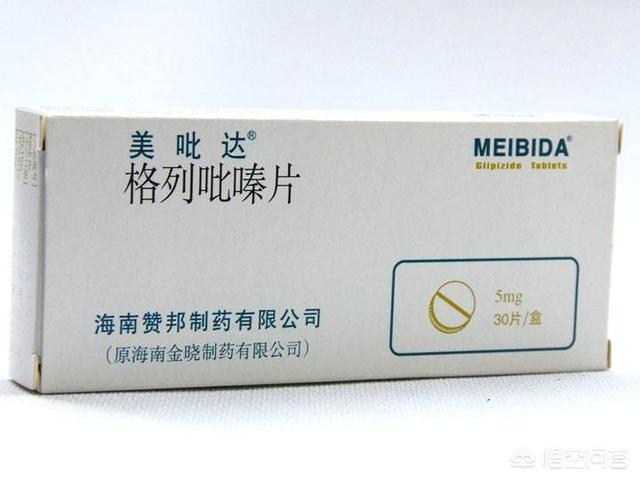 美吡达®
格列吡嗪片
MEIBIDA®
Glipizide Tablets
5mg
30片/盒
海南赞邦制药有限公司
(原海南金晓制药有限公司)
悟空问答